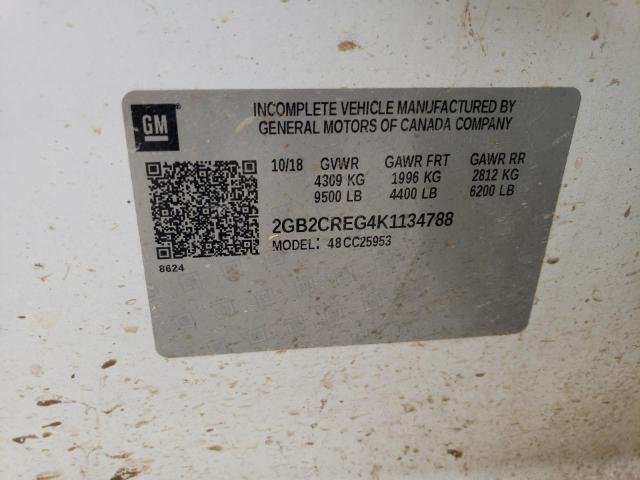 GM
INCOMPLETE VEHICLE MANUFACTURED BY
GENERAL MOTORS OF CANADA COMPANY
10/18 GVWR GAWR FRT GAWR RR
4309 KG 1996 KG 2812 KG
9500 LB 4400 LB 6200 LB
2GB2CREG4K1134788
MODEL: 48CC25953
8624